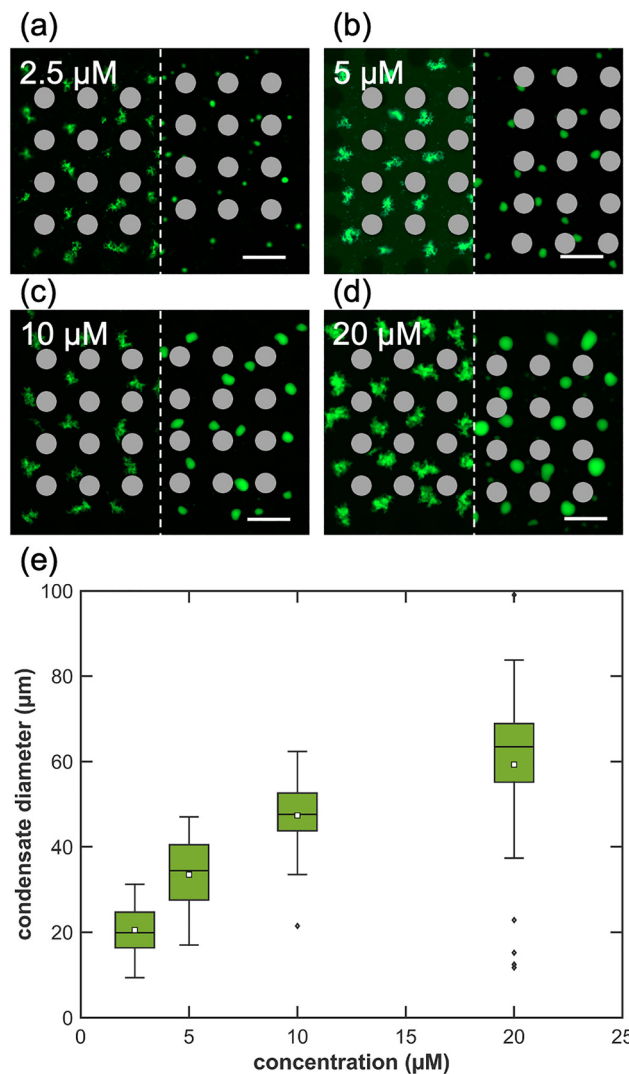 (a)
(b)
2.5 µM
5 µM
(c)
(d)
10 µM
20 µM
(e)
100
80
60
40
20
0
condensate diameter (µm)
0 5 10 15 20 25
concentration (µM)